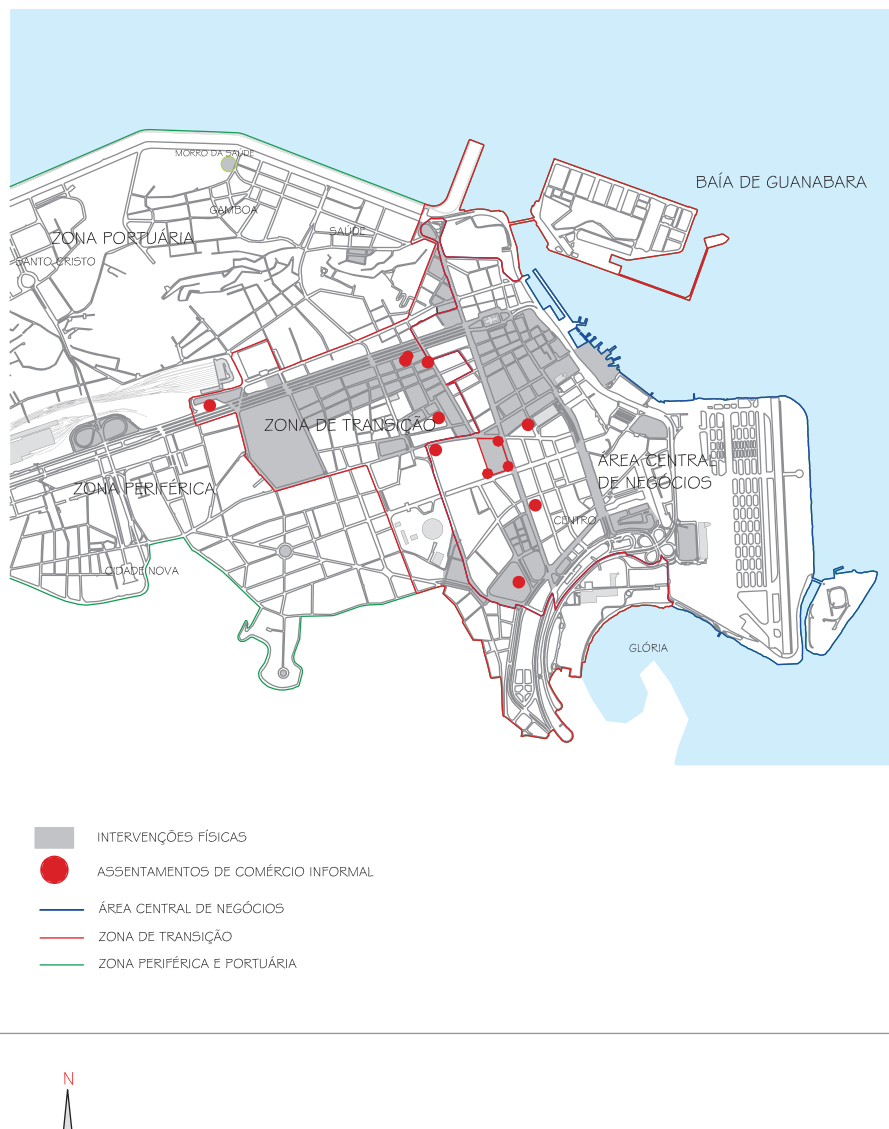 MORRO DA SAÚDE
BAÍA DE GUANABARA
GAMBOA
SAÚDE
ZONA PORTUÁRIA
SANTO CRISTO
ZONA DE TRANSIÇÃO
ÁREA CENTRAL
DE NEGÓCIOS
ZONA PERIFÉRICA
CENTRO
CIDADE NOVA
GLÓRIA
INTERVENÇÕES FÍSICAS
ASSENTAMENTOS DE COMÉRCIO INFORMAL
ÁREA CENTRAL DE NEGÓCIOS
ZONA DE TRANSIÇÃO
ZONA PERIFÉRICA E PORTUÁRIA
N